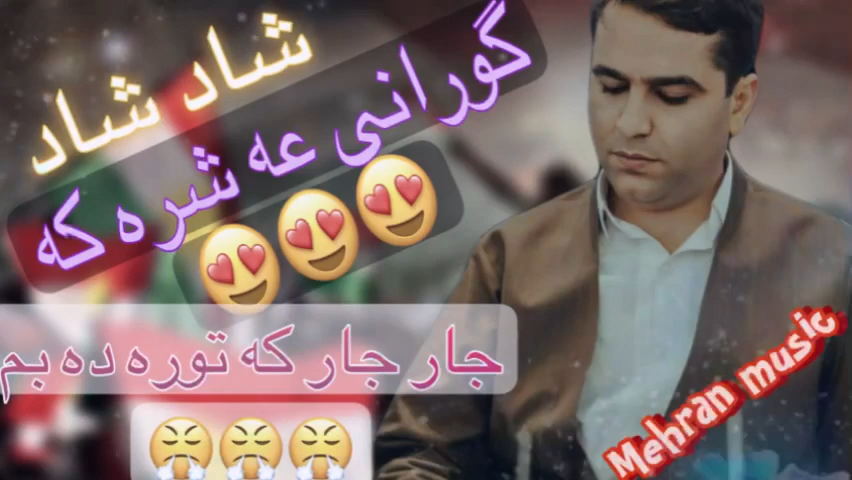 شاد شاد
گورانی عه شره که
😍😍😍
جار جار که توره ده بم
😤😤😤
Mehran music